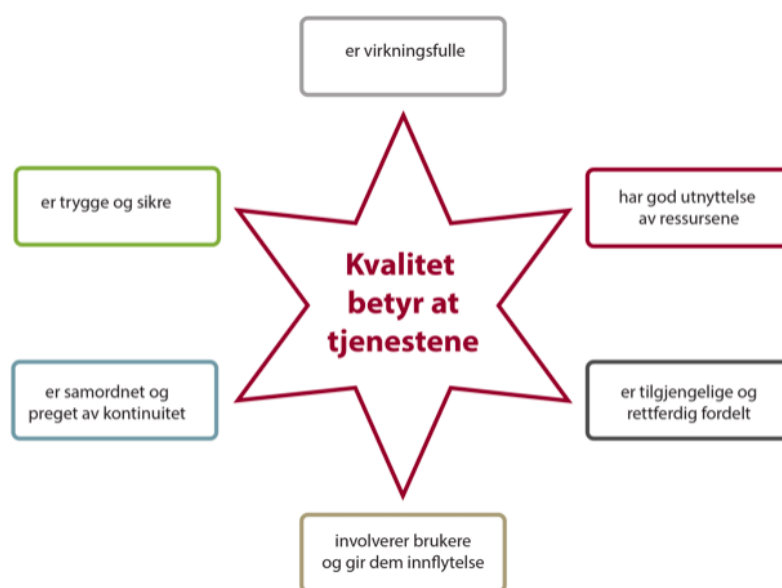 er virkningsfulle
er trygge og sikre
har god utnyttelse
av ressursene
Kvalitet
betyr at
tjenestene
er samordnet og
preget av kontinuitet
er tilgjengelige og
rettferdig fordelt
involverer brukere
og gir dem innflytelse